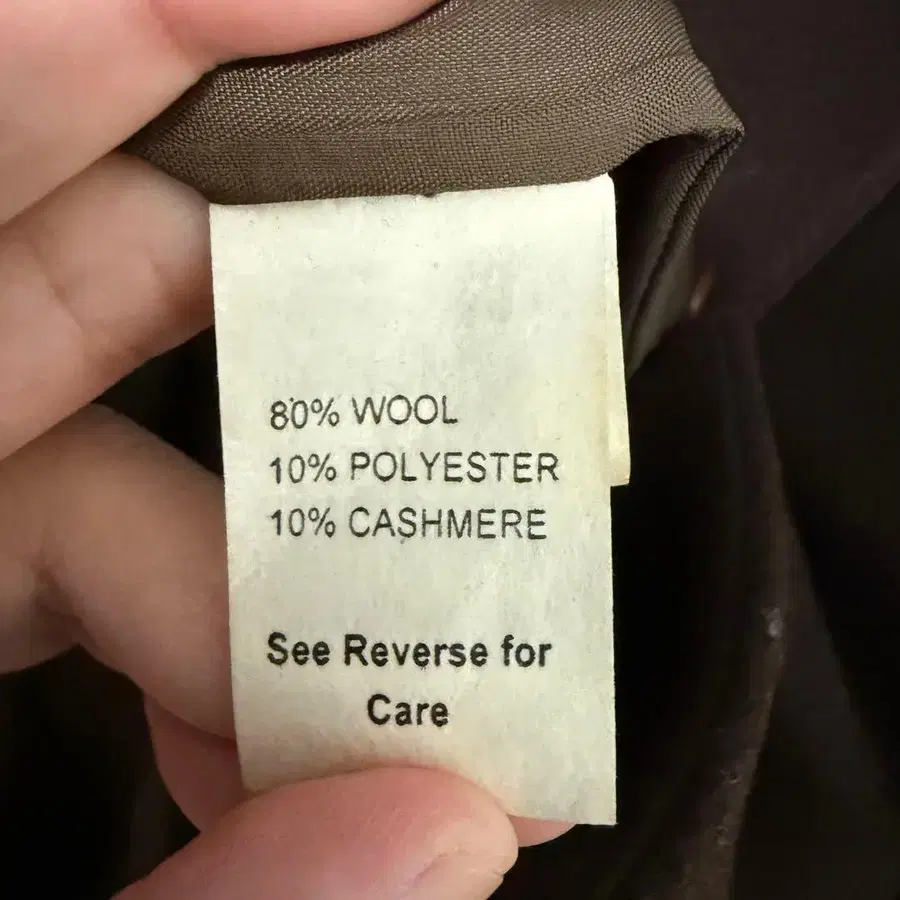 80% WOOL
10% POLYESTER
10% CASHMERE
See Reverse for
Care